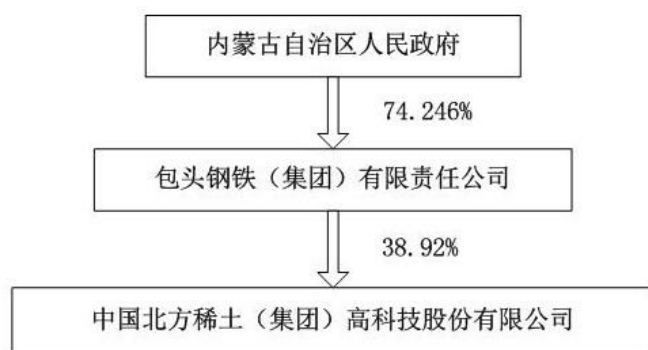 内蒙古自治区人民政府
74.246%
包头钢铁（集团）有限责任公司
38.92%
中国北方稀土（集团）高科技股份有限公司